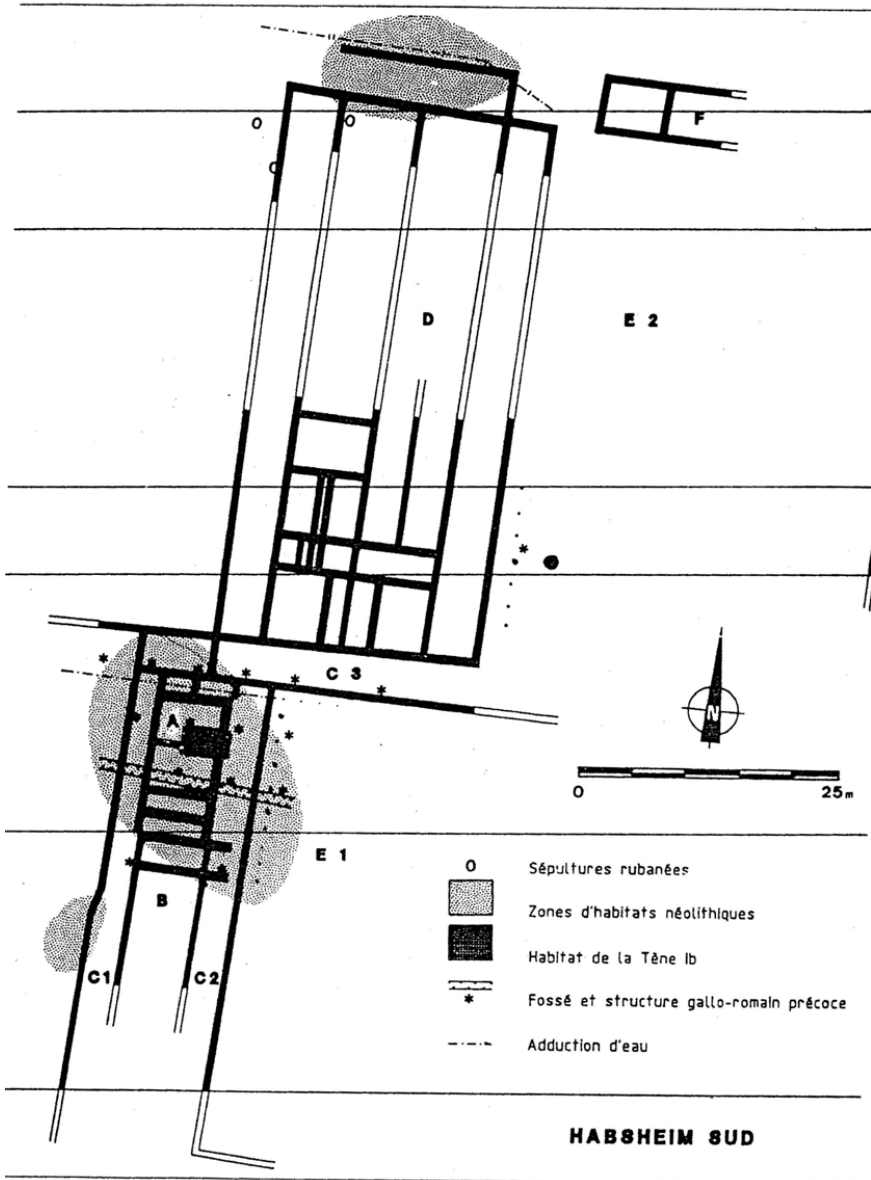 F
D
E 2
C 3
A
N
0 25m
E 1
B
C1
C2
O Sépultures rubanées
Zones d'habitats néolithiques
Habitat de la Tène Ib
* Fossé et structure gallo-romain précoce
Adduction d'eau
HABSHEIM SUD